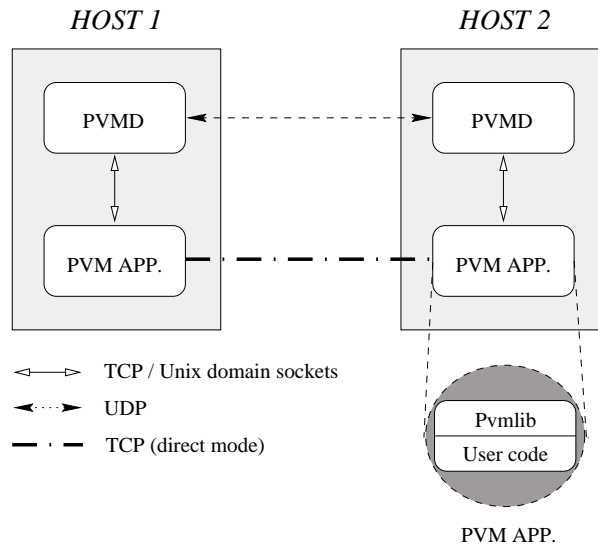 HOST 1
HOST 2
PVMD
PVMD
PVM APP.
PVM APP.
TCP / Unix domain sockets
UDP
TCP (direct mode)
Pvmlib
User code
PVM APP.